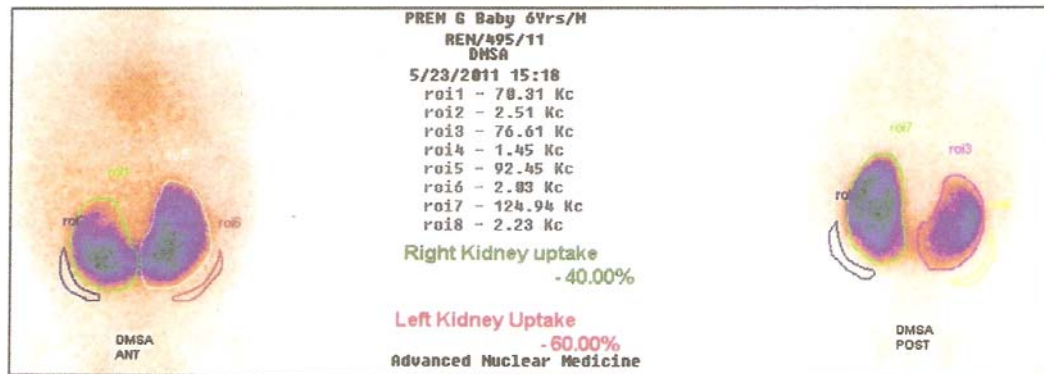 PREM G Baby 6Yrs/M
REN/495/11
DMSA
5/23/2011 15:18
roi1 - 70.31 Kc
roi2 - 2.51 Kc
roi3 - 76.61 Kc
roi4 - 1.45 Kc
roi5 - 92.45 Kc
roi6 - 2.03 Kc
roi7 - 124.94 Kc
roi8 - 2.23 Kc
Right Kidney uptake
- 40.00%
Left Kidney Uptake
- 60.00%
Advanced Nuclear Medicine
roi1
roi6
DMSA
ANT
roi7
roi3
DMSA
POST